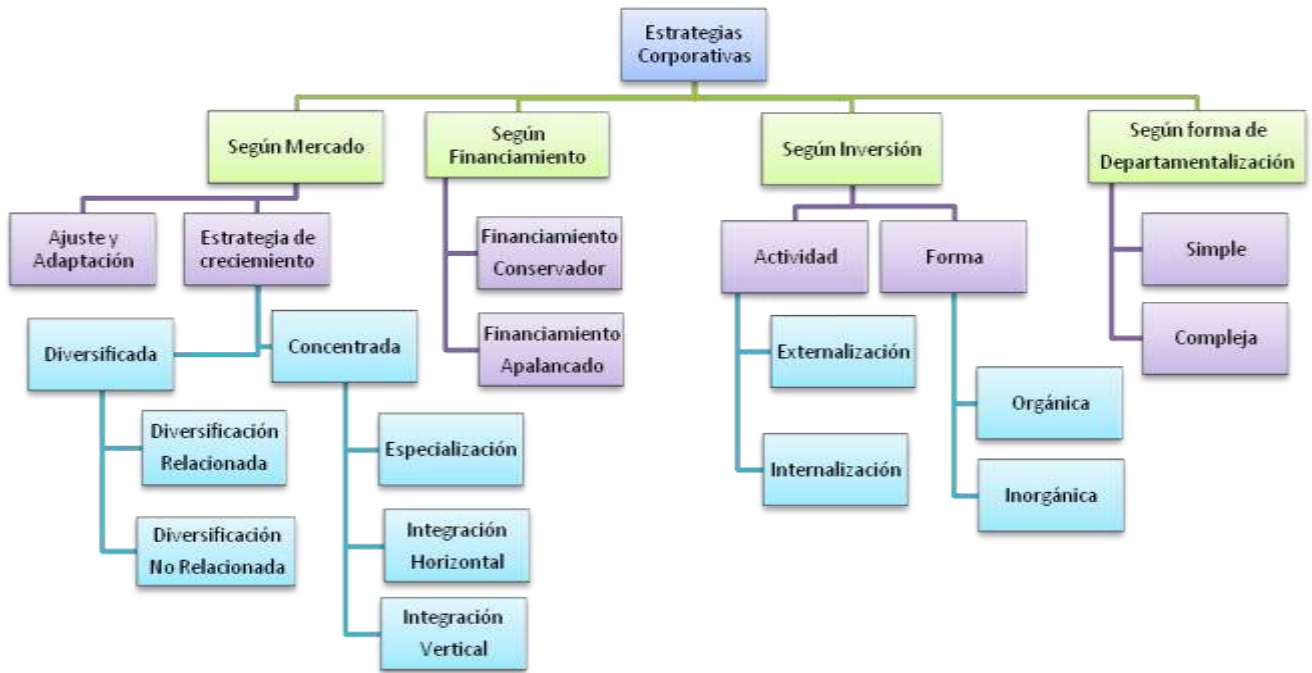 Estrategias
Corporativas
Según Mercado
Según
Financiamiento
Según Inversión
Según forma de
Departamentalización
Ajuste y
Adaptación
Estrategia de
creciemiento
Financiamiento
Conservador
Financiamiento
Apalancado
Actividad
Forma
Simple
Compleja
Diversificada
Concentrada
Diversificación
Relacionada
Diversificación
No Relacionada
Especialización
Integración
Horizontal
Integración
Vertical
Externalización
Internalización
Orgánica
Inorgánica